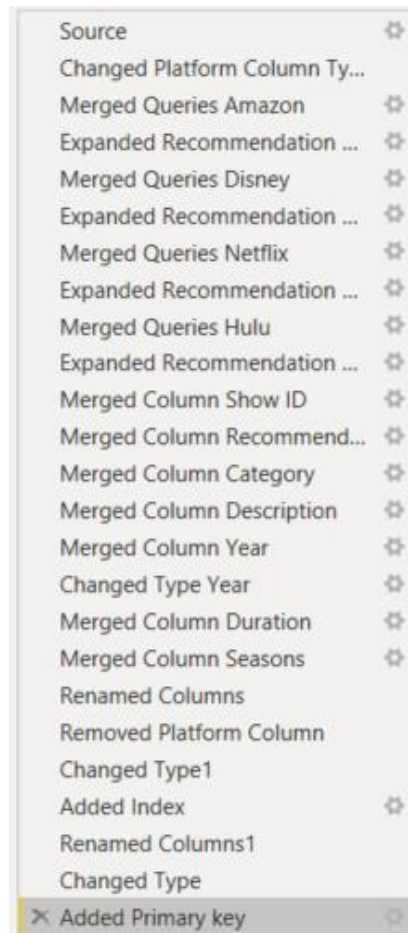 Source
Changed Platform Column Ty...
Merged Queries Amazon
Expanded Recommendation ...
Merged Queries Disney
Expanded Recommendation ...
Merged Queries Netflix
Expanded Recommendation ...
Merged Queries Hulu
Expanded Recommendation ...
Merged Column Show ID
Merged Column Recommend...
Merged Column Category
Merged Column Description
Merged Column Year
Changed Type Year
Merged Column Duration
Merged Column Seasons
Renamed Columns
Removed Platform Column
Changed Type1
Added Index
Renamed Columns1
Changed Type
Added Primary key